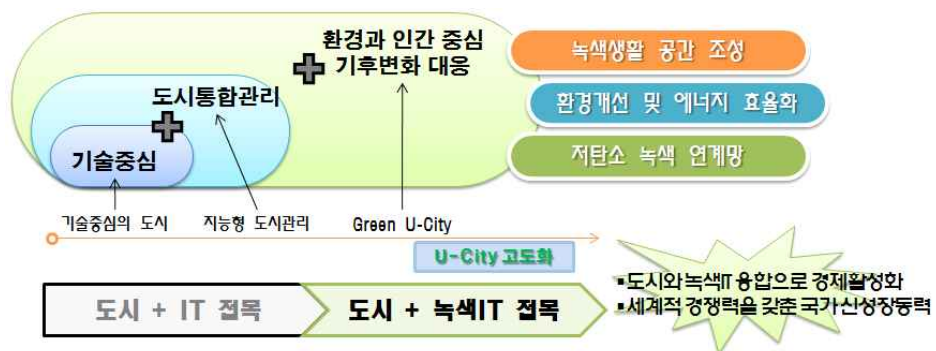 환경과 인간 중심
기후변화 대응
녹색생활 공간 조성
도시통합관리
환경개선 및 에너지 효율화
기술중심
저탄소 녹색 연계망
기술중심의 도시
지능형 도시관리
Green U-City
U-City 고도화
▪도시와 녹색IT 융합으로 경제활성화
▪세계적 경쟁력을 갖춘 국가 신성장동력
도시 + IT 접목
도시 + 녹색IT 접목